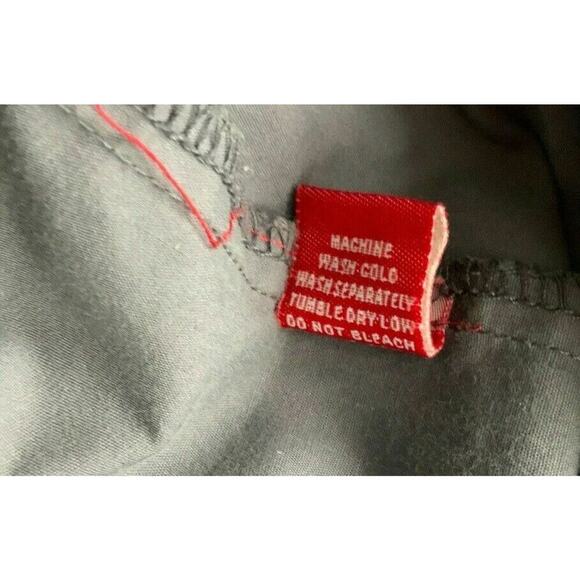 MACHINE
WASH COLD
WASH SEPARATELY
TUMBLE DRY LOW
DO NOT BLEACH